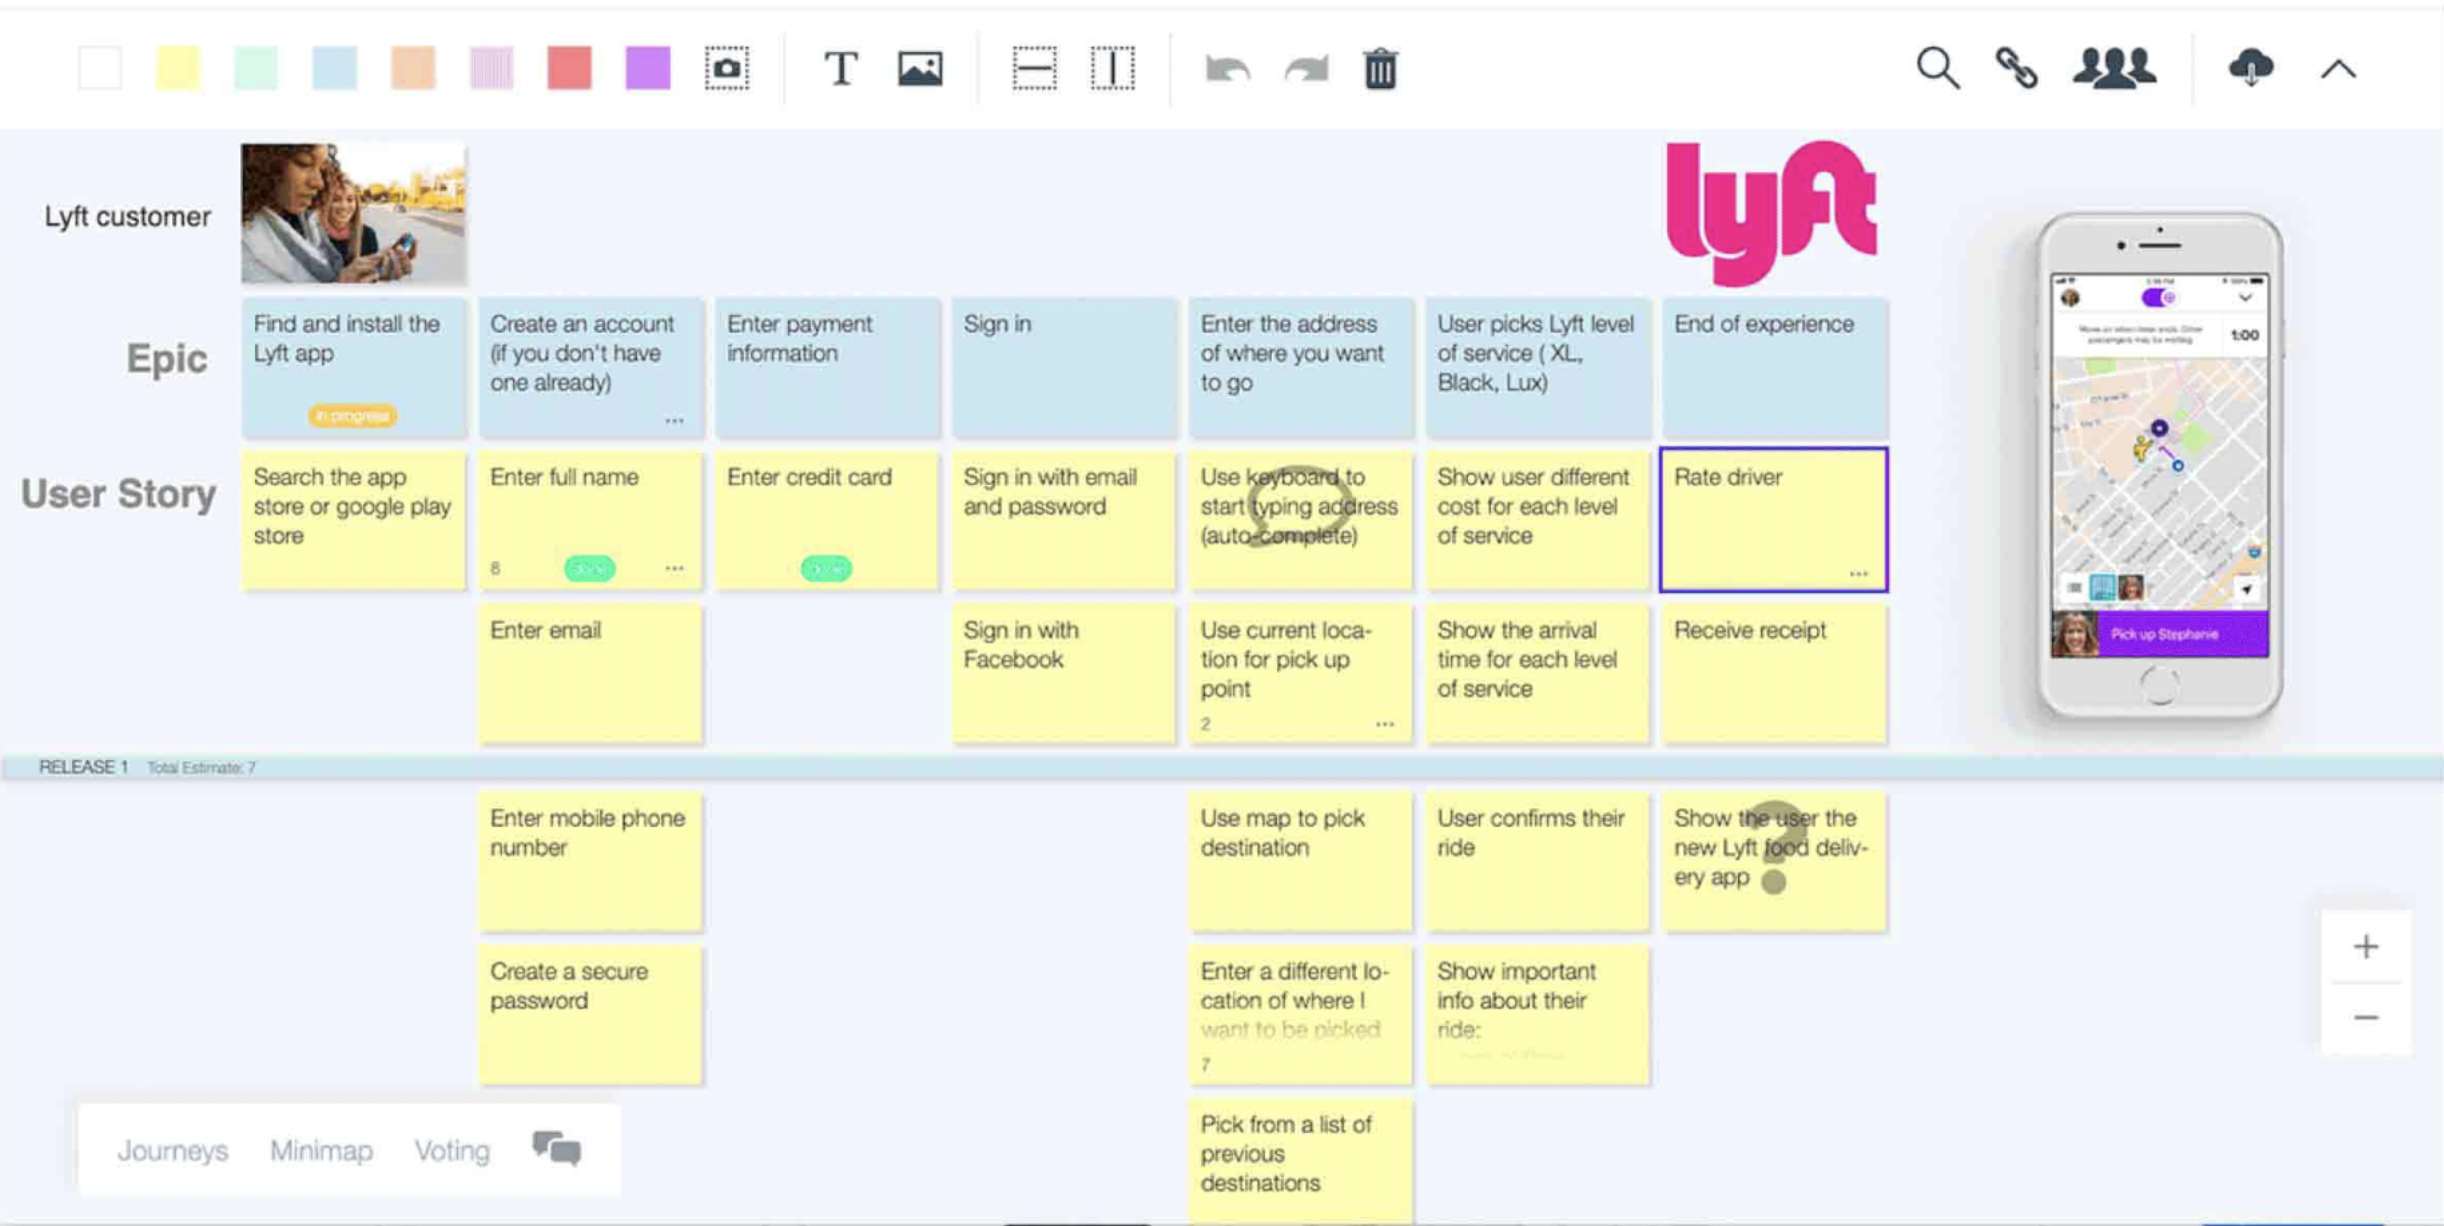 T
Lyft customer
lyft
Epic
Find and install the
Lyft app
in progress
Create an account
(if you don't have
one already)
...
Enter payment
information
Sign in
Enter the address
of where you want
to go
User picks Lyft level
of service ( XL,
Black, Lux)
End of experience
1:00
User Story
Search the app
store or google play
store
Enter full name
...
Enter credit card
Sign in with email
and password
Use keyboard to
start typing address
(auto-complete)
Show user different
cost for each level
of service
Rate driver
...
Enter email
Sign in with
Facebook
Use current loca-
tion for pick up
point
2 ...
Show the arrival
time for each level
of service
Receive receipt
Pick up Stephanie
RELEASE 1 Total Estimate: 7
Enter mobile phone
number
Use map to pick
destination
User confirms their
ride
Show the user the
new Lyft food deliv-
ery app
?
Create a secure
password
Enter a different lo-
cation of where I
want to be picked
7
Show important
info about their
ride:
Pick from a list of
previous
destinations
+
−
Journeys Minimap Voting